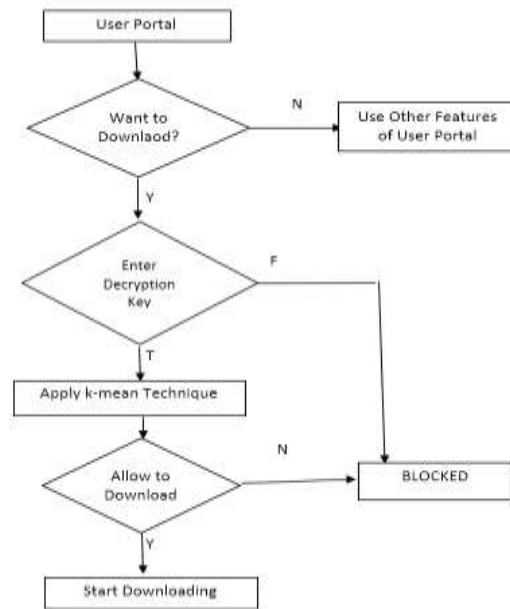 User Portal
Want to
Downlaod?
N
Use Other Features
of User Portal
Y
Enter
Decryption
Key
F
T
Apply k-mean Technique
Allow to
Download
N
BLOCKED
Y
Start Downloading